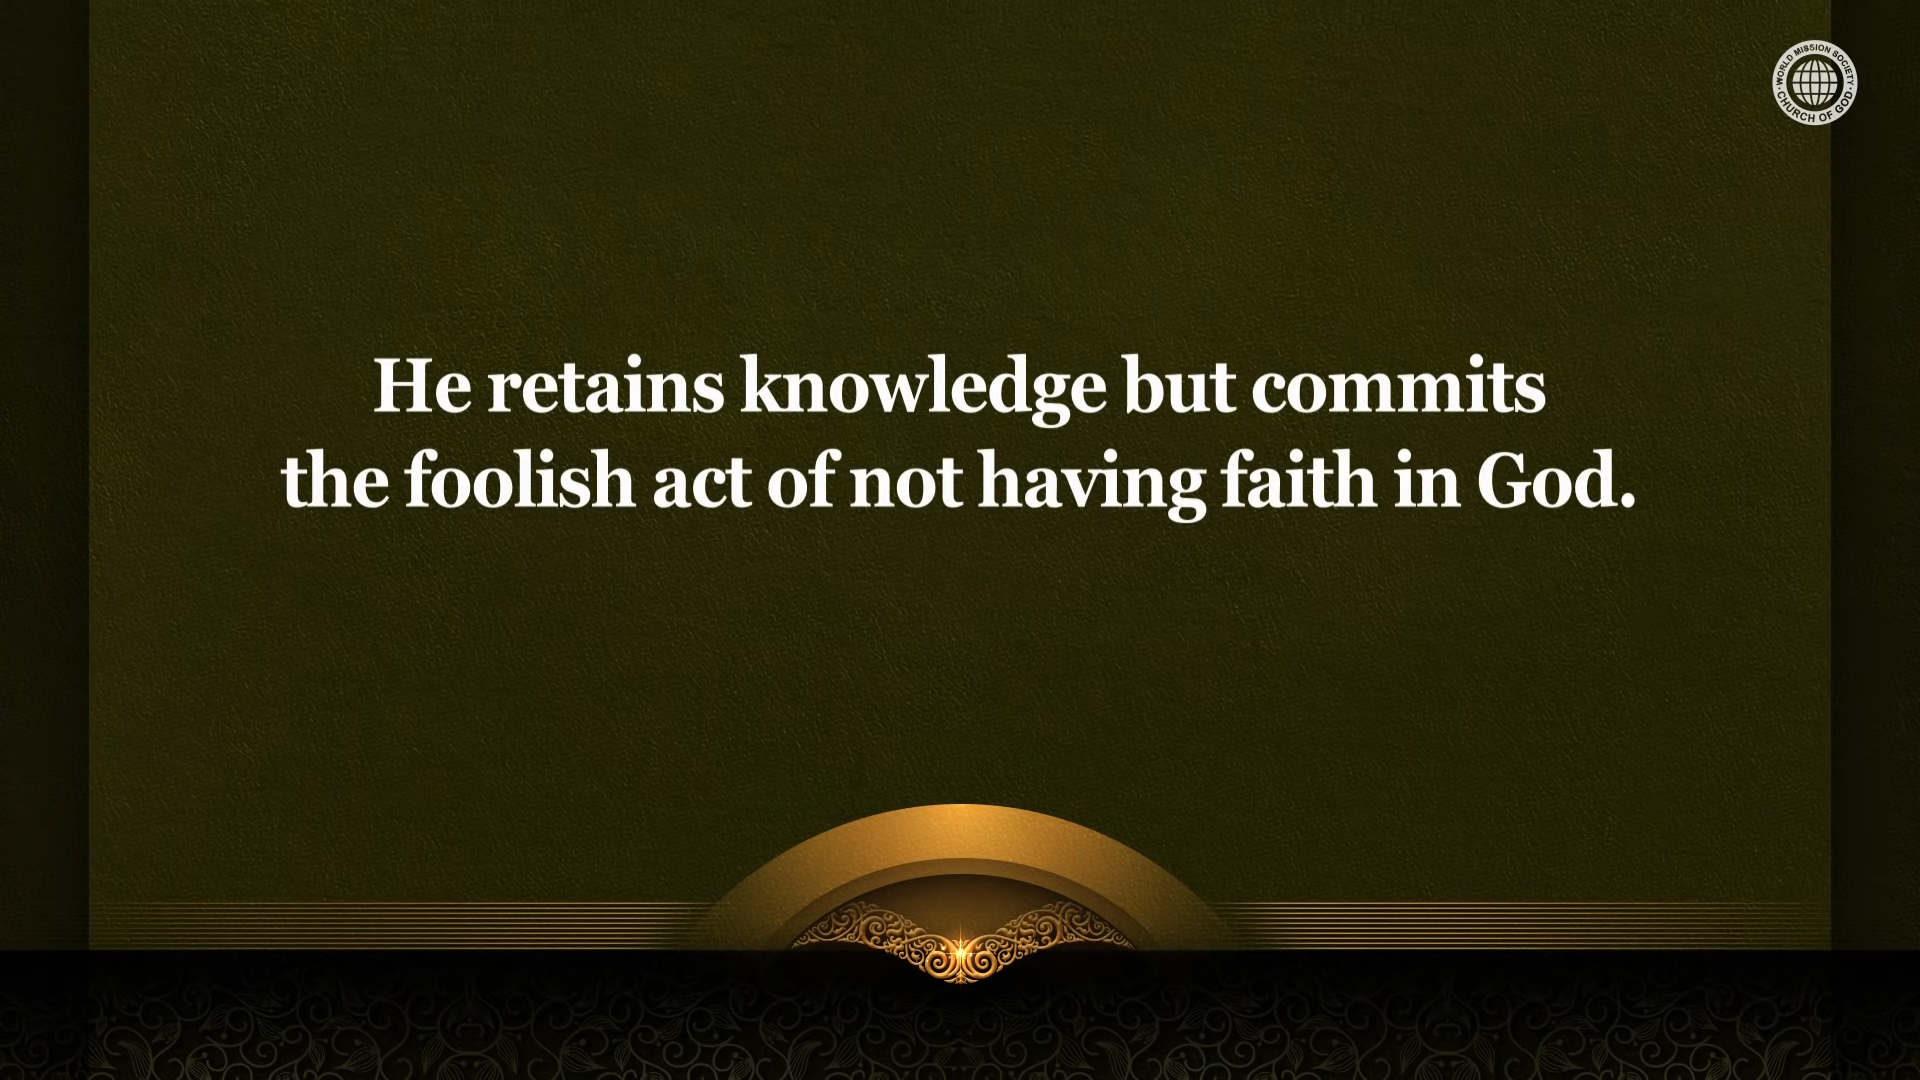 WORLD MISSION SOCIETY
CHURCH OF GOD
He retains knowledge but commits
the foolish act of not having faith in God.